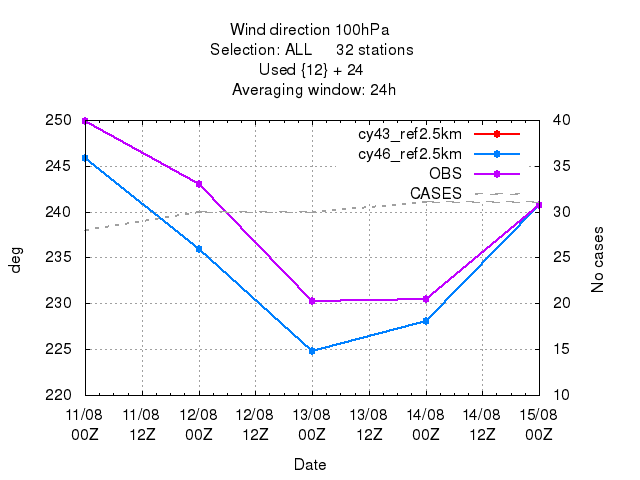 Wind direction 100hPa
Selection: ALL 32 stations
Used {12} + 24
Averaging window: 24h
cy43_ref2.5km
cy46_ref2.5km
OBS
CASES
250
245
240
235
230
225
220
deg
40
35
30
25
20
15
10
No cases
11/08 11/08 12/08 12/08 13/08 13/08 14/08 14/08 15/08
00Z 12Z 00Z 12Z 00Z 12Z 00Z 12Z 00Z
Date